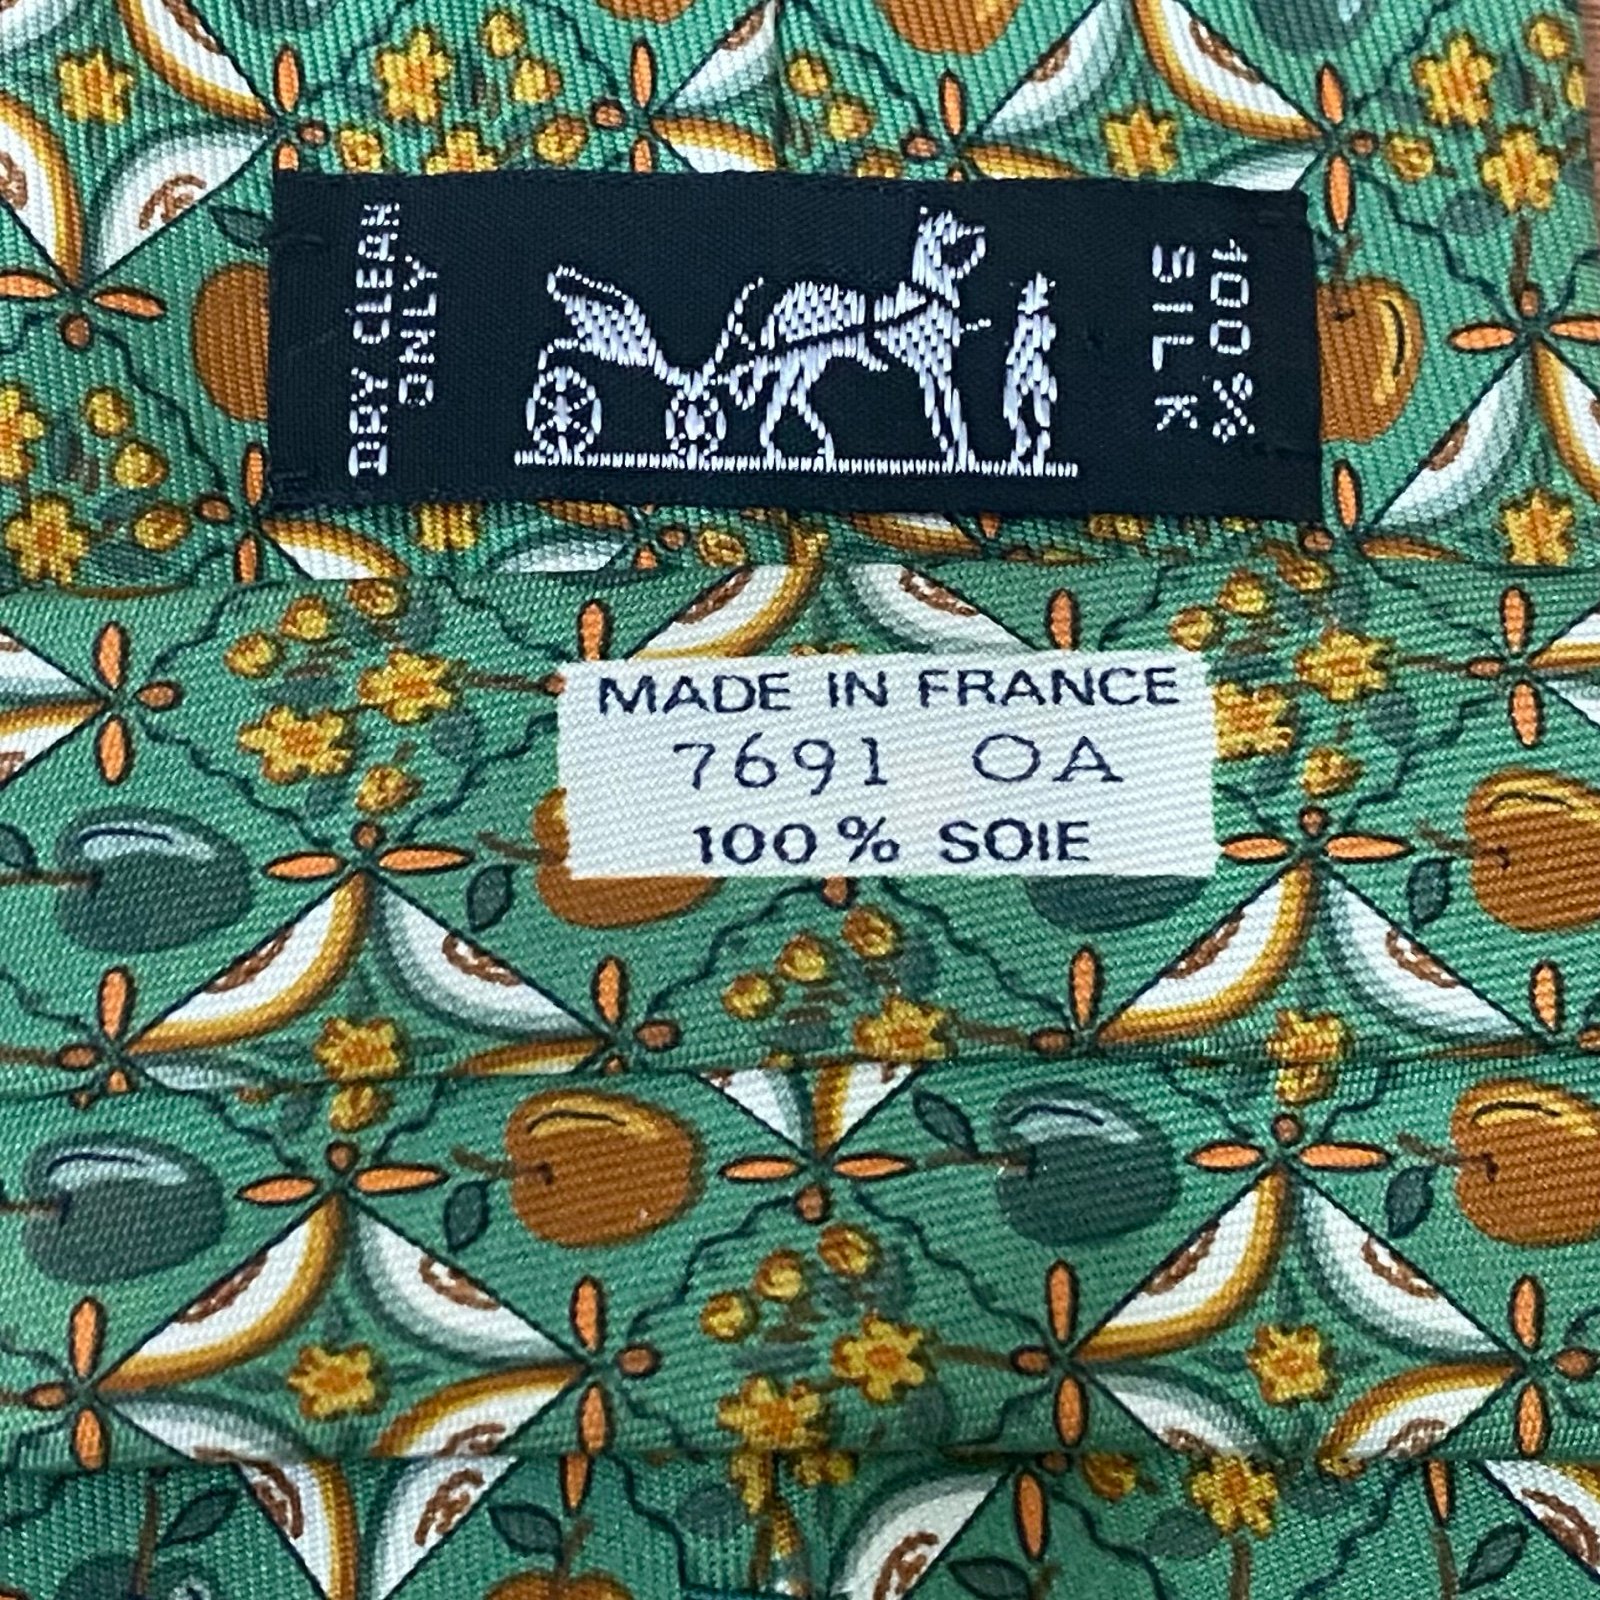 DRY CLEAN
ONLY
100%
SILK
MADE IN FRANCE
7691 OA
100% SOIE